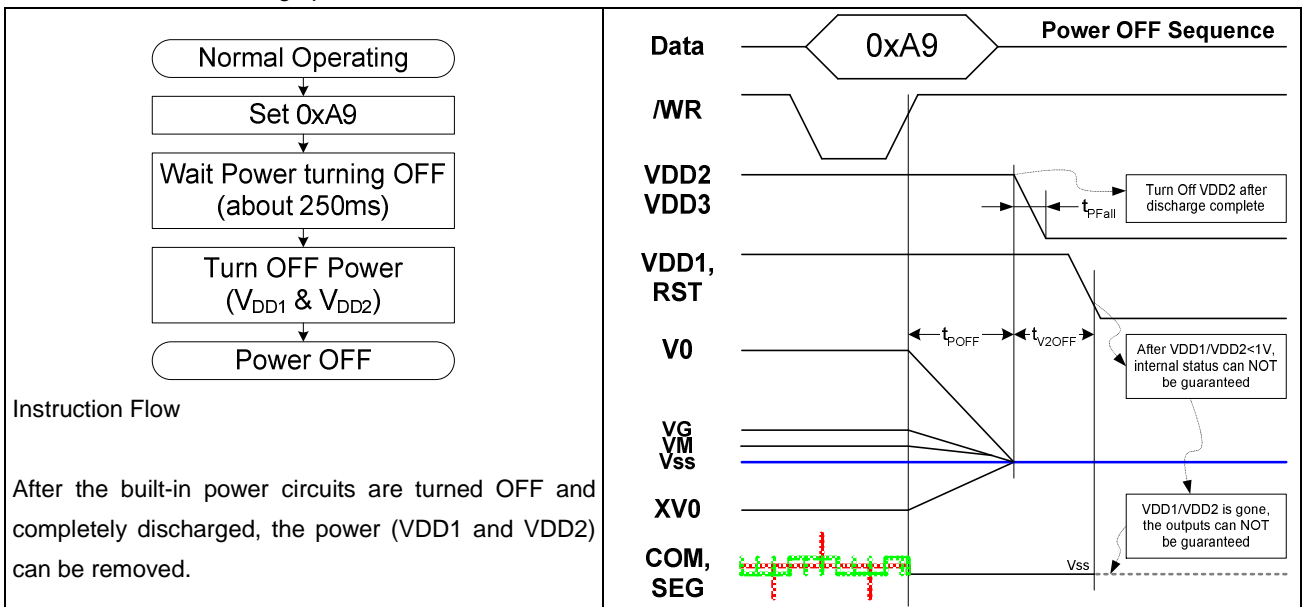 Normal Operating
Set 0xA9
Wait Power turning OFF
(about 250ms)
Turn OFF Power
(VDD1 & VDD2)
Power OFF
Instruction Flow
After the built-in power circuits are turned OFF and
completely discharged, the power (VDD1 and VDD2)
can be removed.
Power OFF Sequence
Data
0xA9
/WR
VDD2
VDD3
Turn Off VDD2 after
discharge complete
tPFall
VDD1,
RST
tPOFF
tV2OFF
After VDD1/VDD2<1V,
internal status can NOT
be guaranteed
V0
VG
VM
Vss
XV0
VDD1/VDD2 is gone,
the outputs can NOT
be guaranteed
COM,
SEG
Vss